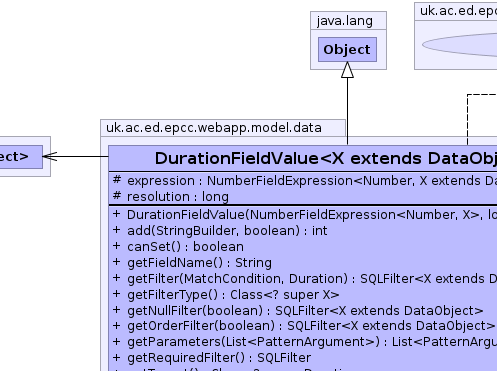 java.lang
uk.ac.ed.epc
Object
uk.ac.ed.epcc.webapp.model.data
ect>
DurationFieldValue<X extends DataObj
# expression : NumberFieldExpression<Number, X extends Da
# resolution : long
+ DurationFieldValue(NumberFieldExpression<Number, X>, lo
+ add(StringBuilder, boolean) : int
+ canSet() : boolean
+ getFieldName() : String
+ getFilter(MatchCondition, Duration) : SQLFilter<X extends D
+ getFilterType() : Class<? super X>
+ getNullFilter(boolean) : SQLFilter<X extends DataObject>
+ getOrderFilter(boolean) : SQLFilter<X extends DataObject>
+ getParameters(List<PatternArgument>) : List<PatternArgu
+ getRequiredFilter() : SQLFilter